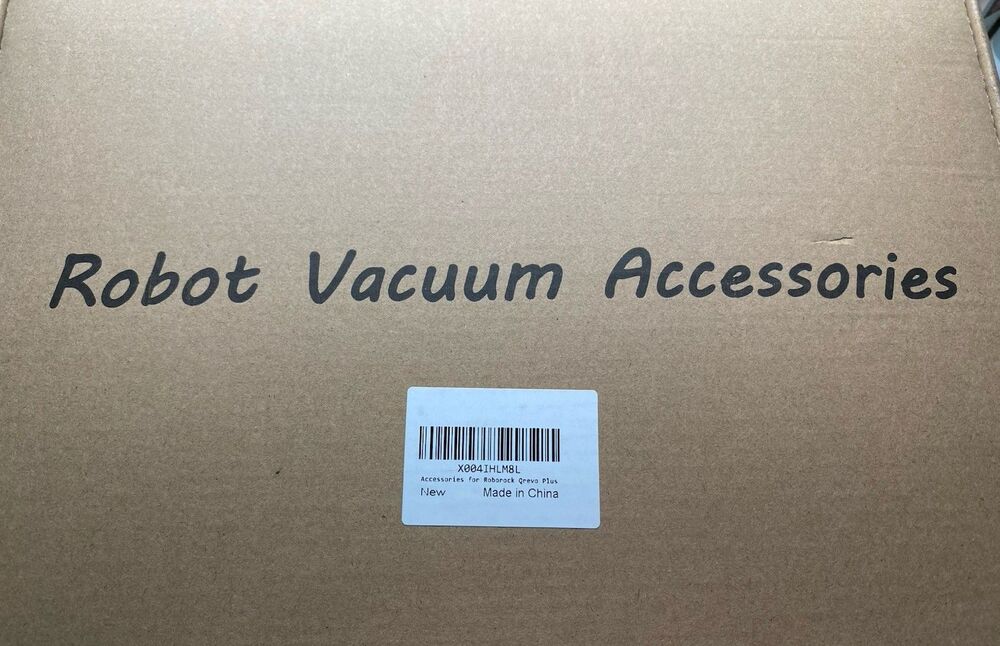 Robot Vacuum Accessories
X004IHLM8L
Accessories for Roborock Qrevo Plus
New Made in China